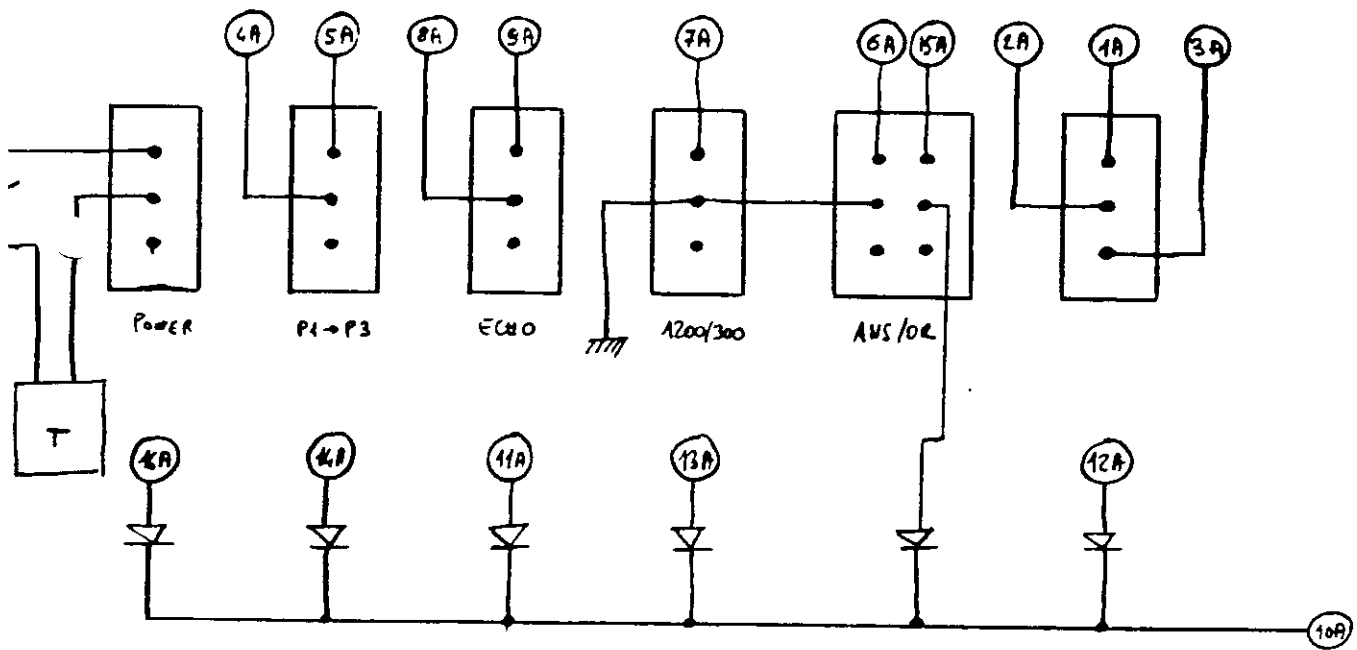 4A 5A 8A 9A 7A 6A 15A 2A 1A 3A
POWER P1→P3 ECHO 1200/300 ANS/OR
T
16A 14A 11A 13A 12A
10A